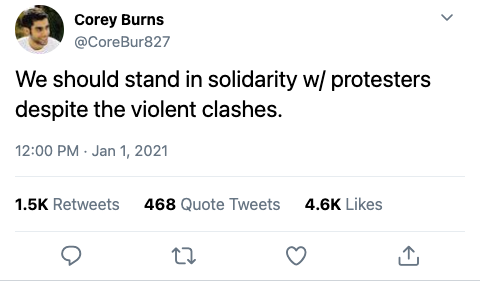 Corey Burns
@CoreBur827
We should stand in solidarity w/ protesters
despite the violent clashes.
12:00 PM · Jan 1, 2021
1.5K Retweets 468 Quote Tweets 4.6K Likes